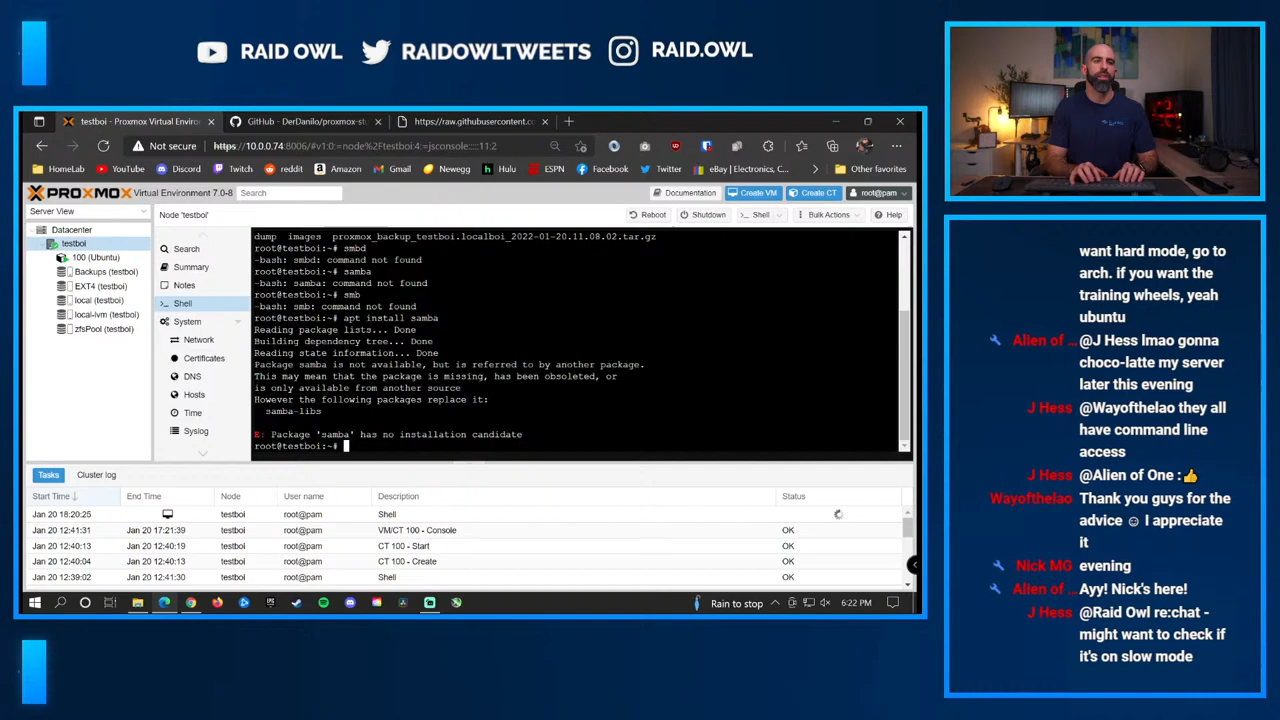 RAID OWL
RAIDOWLTWEETS
RAID.OWL
testboi - Proxmox Virtual Enviro
GitHub - DerDanilo/proxmox-stu
https://raw.githubusercontent.co
Not secure
https://10.0.0.74:8006/#v1:0:=node%2Ftestboi:4:=jsconsole:::::11:2
HomeLab
YouTube
Discord
Twitch
reddit
Amazon
Gmail
Newegg
Hulu
ESPN
Facebook
Twitter
eBay | Electronics, C...
Other favorites
PROXMOX Virtual Environment 7.0-8
Search
Documentation
Create VM
Create CT
root@pam
Server View
Node 'testboi'
Reboot
Shutdown
Shell
Bulk Actions
Help
Datacenter
testboi
100 (Ubuntu)
Backups (testboi)
EXT4 (testboi)
local (testboi)
local-lvm (testboi)
zfsPool (testboi)
Search
Summary
Notes
Shell
System
Network
Certificates
DNS
Hosts
Time
Syslog
dump images proxmox_backup_testboi.localboi_2022-01-20.11.08.02.tar.gz
root@testboi:~# smbd
-bash: smbd: command not found
root@testboi:~# samba
-bash: samba: command not found
root@testboi:~# smb
-bash: smb: command not found
root@testboi:~# apt install samba
Reading package lists... Done
Building dependency tree... Done
Reading state information... Done
Package samba is not available, but is referred to by another package.
This may mean that the package is missing, has been obsoleted, or
is only available from another source
However the following packages replace it:
samba-libs
E: Package 'samba' has no installation candidate
root@testboi:~#
Tasks
Cluster log
Start Time End Time Node User name Description Status
Jan 20 18:20:25 testboi root@pam Shell
Jan 20 12:41:31 Jan 20 17:21:39 testboi root@pam VM/CT 100 - Console OK
Jan 20 12:40:13 Jan 20 12:40:19 testboi root@pam CT 100 - Start OK
Jan 20 12:40:04 Jan 20 12:40:13 testboi root@pam CT 100 - Create OK
Jan 20 12:39:02 Jan 20 12:41:30 testboi root@pam Shell OK
Rain to stop
6:22 PM
want hard mode, go to
arch. if you want the
training wheels, yeah
ubuntu
Alien of ... @J Hess lmao gonna
choco-latte my server
later this evening
J Hess @Wayofthelao they all
have command line
access
J Hess @Alien of One :👍
Wayofthelao Thank you guys for the
advice ☺ I appreciate
it
Nick MG evening
Alien of ... Ayy! Nick's here!
J Hess @Raid Owl re:chat -
might want to check if
it's on slow mode